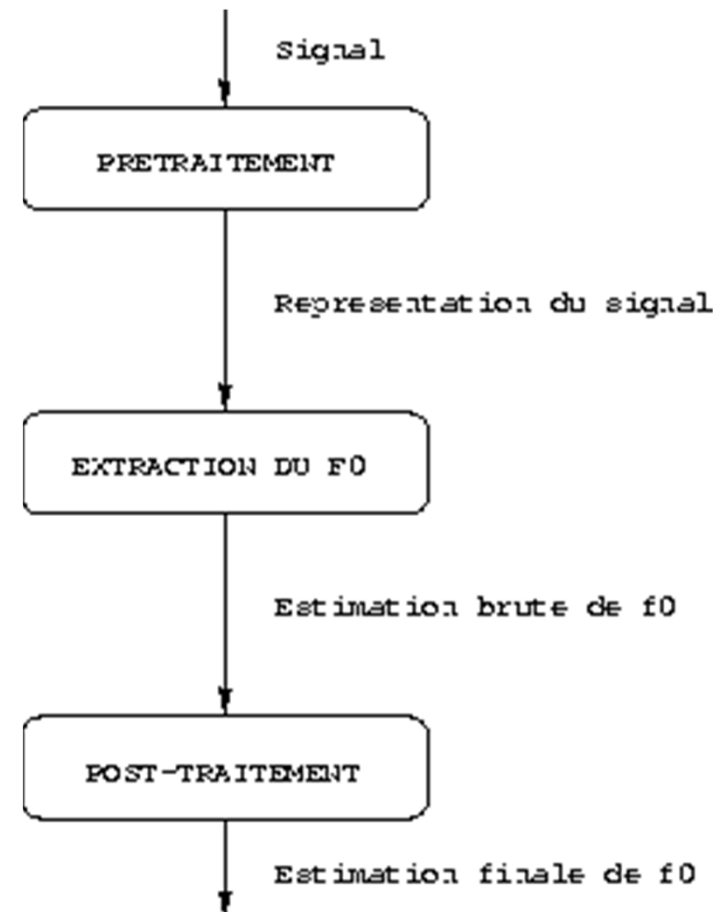 Signal
PRETRAITEMENT
Representation du signal
EXTRACTION DU F0
Estimation brute de f0
POST-TRAITEMENT
Estimation finale de f0